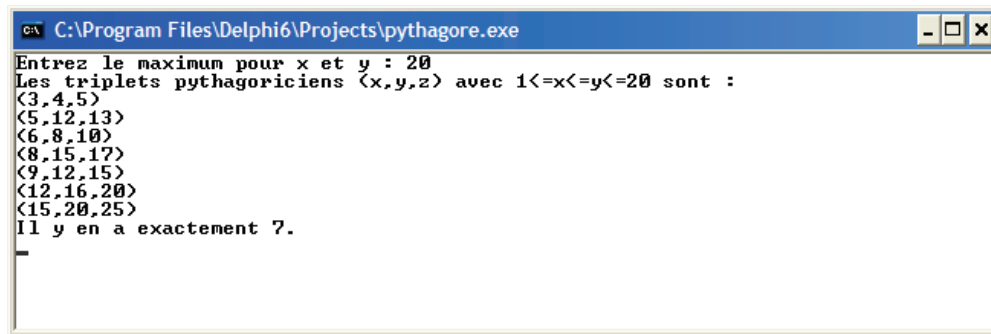 C:\Program Files\Delphi6\Projects\pythagore.exe
Entrez le maximum pour x et y : 20
Les triplets pythagoriciens (x,y,z) avec 1<=x<=y<=20 sont :
(3,4,5)
(5,12,13)
(6,8,10)
(8,15,17)
(9,12,15)
(12,16,20)
(15,20,25)
Il y en a exactement 7.